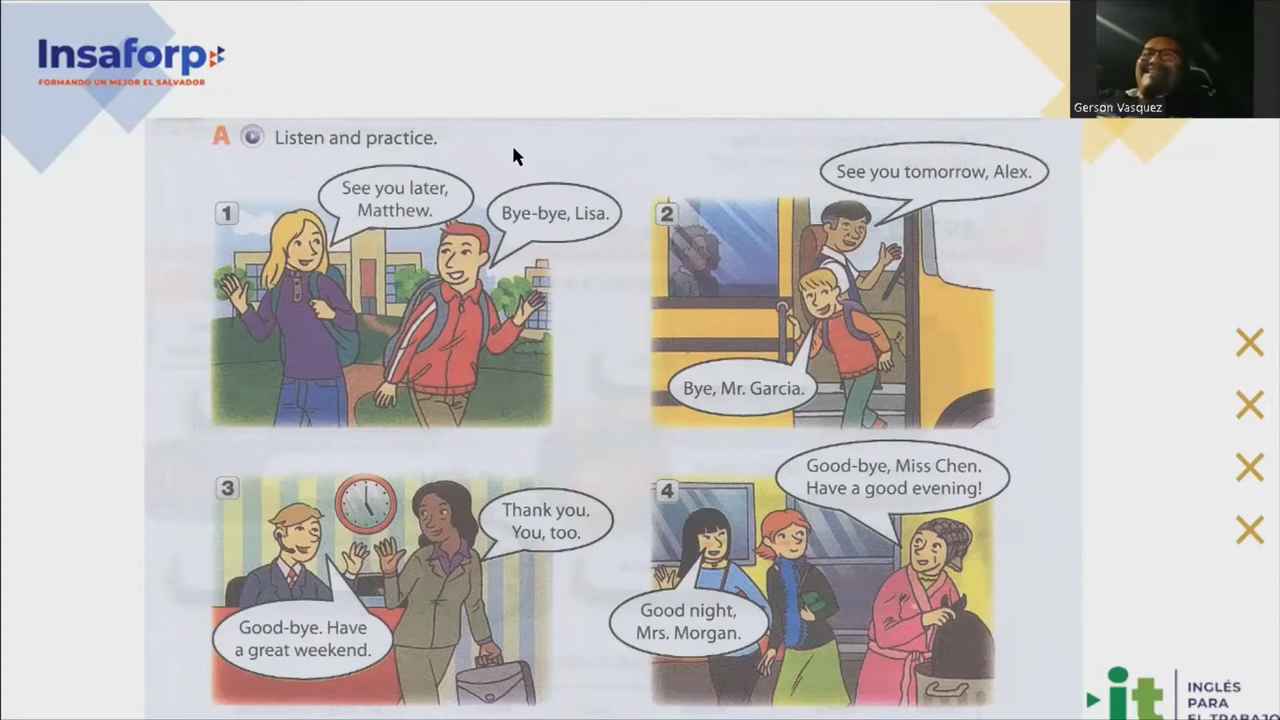 Insaforp
FORMANDO UN MEJOR EL SALVADOR
Gerson Vasquez
A Listen and practice.
1
See you later,
Matthew.
Bye-bye, Lisa.
2
See you tomorrow, Alex.
Bye, Mr. Garcia.
3
Thank you.
You, too.
Good-bye. Have
a great weekend.
4
Good-bye, Miss Chen.
Have a good evening!
Good night,
Mrs. Morgan.
it
INGLÉS
PARA
EL TRABAJO